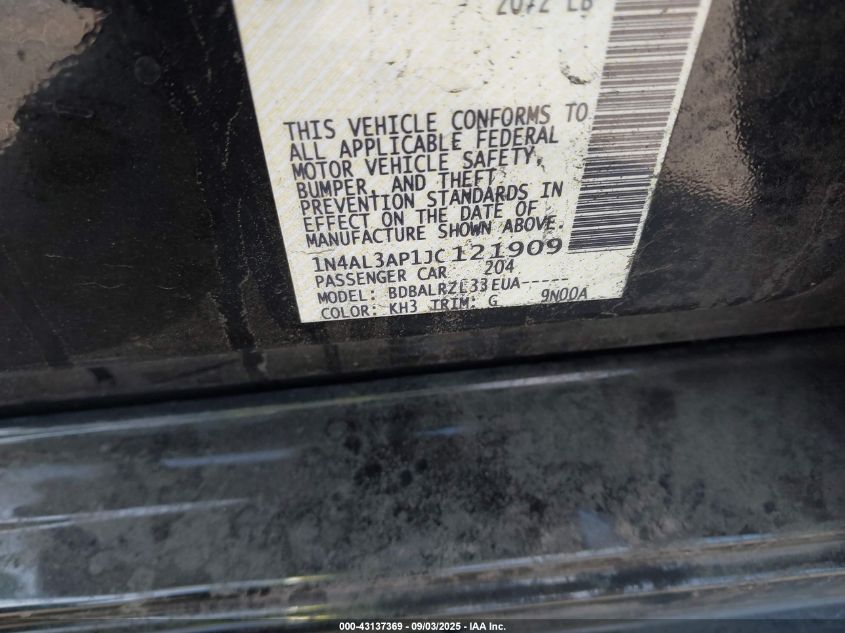 2072 LB
THIS VEHICLE CONFORMS TO
ALL APPLICABLE FEDERAL
MOTOR VEHICLE SAFETY,
BUMPER, AND THEFT
PREVENTION STANDARDS IN
EFFECT ON THE DATE OF
MANUFACTURE SHOWN ABOVE.
1N4AL3AP1JC121909
PASSENGER CAR 204
MODEL: BDBALRZL33EUA-----
COLOR: KH3 TRIM: G 9N00A
000-43137369 - 09/03/2025 - IAA Inc.